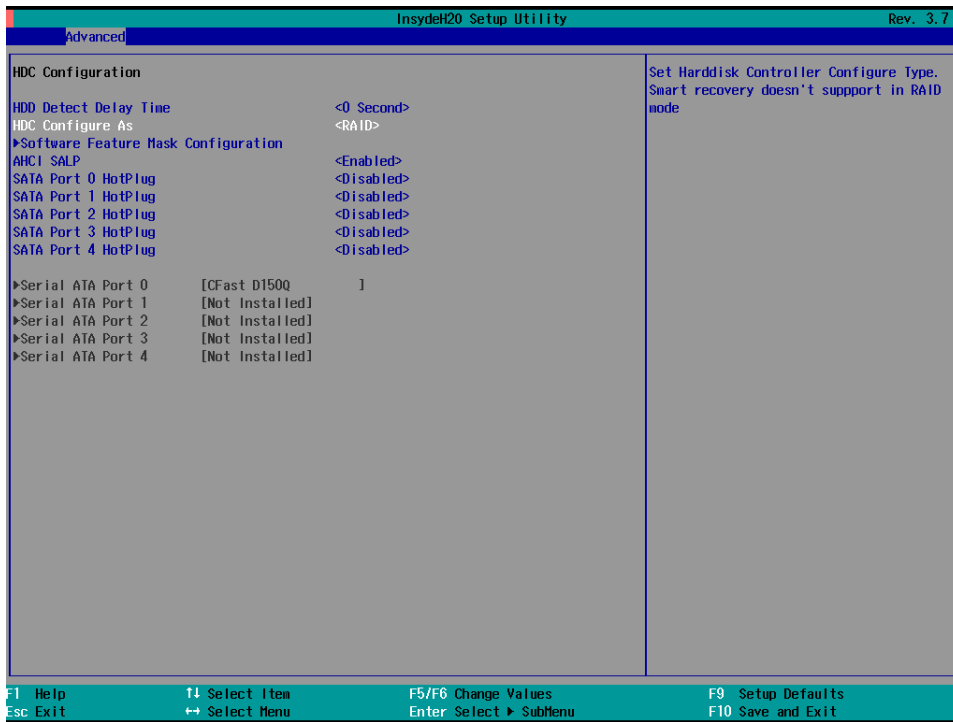 InsydeH2O Setup Utility Rev. 3.7
Advanced
HDC Configuration
HDD Detect Delay Time <0 Second>
HDC Configure As <RAID>
▶Software Feature Mask Configuration
AHCI SALP <Enabled>
SATA Port 0 HotPlug <Disabled>
SATA Port 1 HotPlug <Disabled>
SATA Port 2 HotPlug <Disabled>
SATA Port 3 HotPlug <Disabled>
SATA Port 4 HotPlug <Disabled>
▶Serial ATA Port 0 [CFast D150Q ]
▶Serial ATA Port 1 [Not Installed]
▶Serial ATA Port 2 [Not Installed]
▶Serial ATA Port 3 [Not Installed]
▶Serial ATA Port 4 [Not Installed]
Set Harddisk Controller Configure Type.
Smart recovery doesn't suppport in RAID
mode
F1 Help ↑↓ Select Item F5/F6 Change Values F9 Setup Defaults
Esc Exit ←→ Select Menu Enter Select ▶ SubMenu F10 Save and Exit